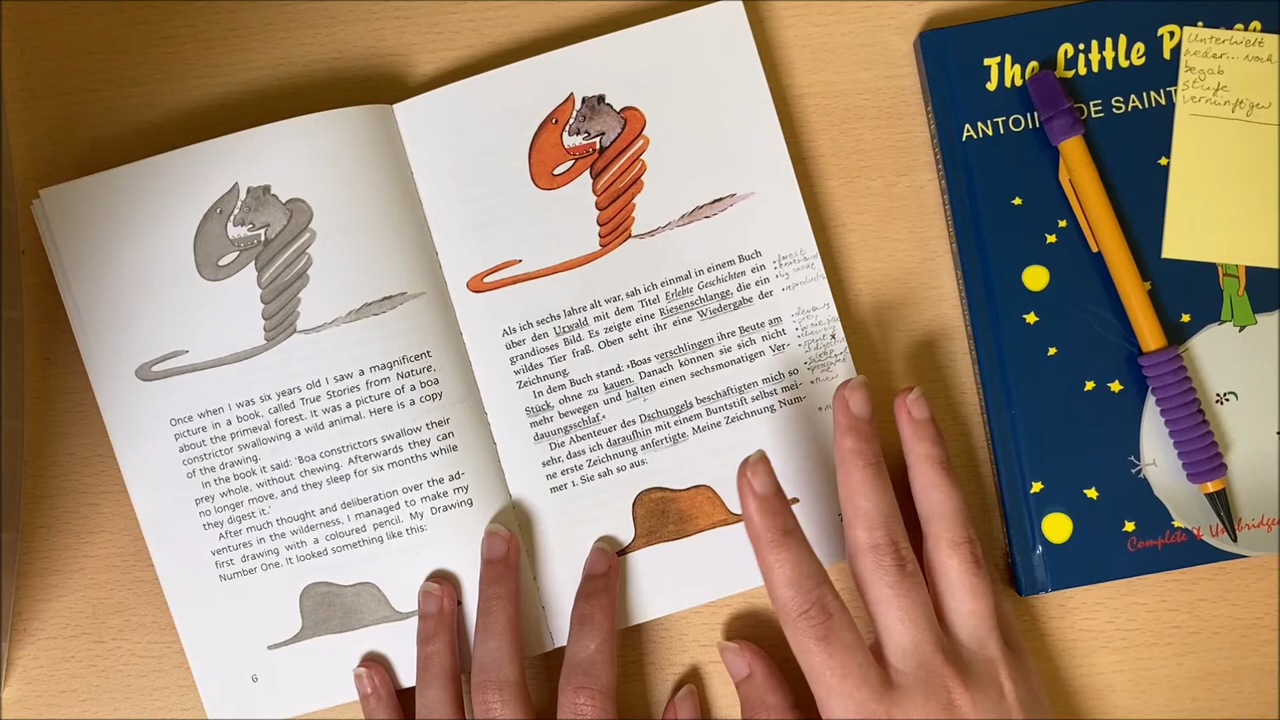 Once when I was six years old I saw a magnificent
picture in a book, called True Stories from Nature,
about the primeval forest. It was a picture of a boa
constrictor swallowing a wild animal. Here is a copy
of the drawing.
In the book it said: 'Boa constrictors swallow their
prey whole, without chewing. Afterwards they can
no longer move, and they sleep for six months while
they digest it.'
After much thought and deliberation over the ad-
ventures in the wilderness, I managed to make my
first drawing with a coloured pencil. My Drawing
Number One. It looked something like this:
6
Als ich sechs Jahre alt war, sah ich einmal in einem Buch
über den Urwald mit dem Titel Erlebte Geschichten ein
grandioses Bild. Es zeigte eine Riesenschlange, die ein
wildes Tier fraß. Oben seht ihr eine Wiedergabe der
Zeichnung.
In dem Buch stand: »Boas verschlingen ihre Beute am
Stück, ohne zu kauen. Danach können sie sich nicht
mehr bewegen und halten einen sechsmonatigen Ver-
dauungsschlaf.«
Die Abenteuer des Dschungels beschäftigten mich so
sehr, dass ich daraufhin mit einem Buntstift selbst mei-
ne erste Zeichnung anfertigte. Meine Zeichnung Num-
mer 1. Sie sah so aus:
forest
devours
prey
The Little
ANTOINE DE SAINT
Complete & Unabridged
Unterhielt
weder... noch
begab
stufe
vernünftigen